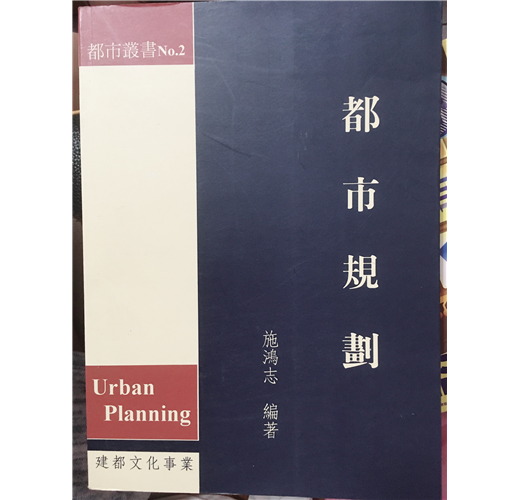 都市叢書No.2
都市規劃
施鴻志 編著
Urban
Planning
建都文化事業